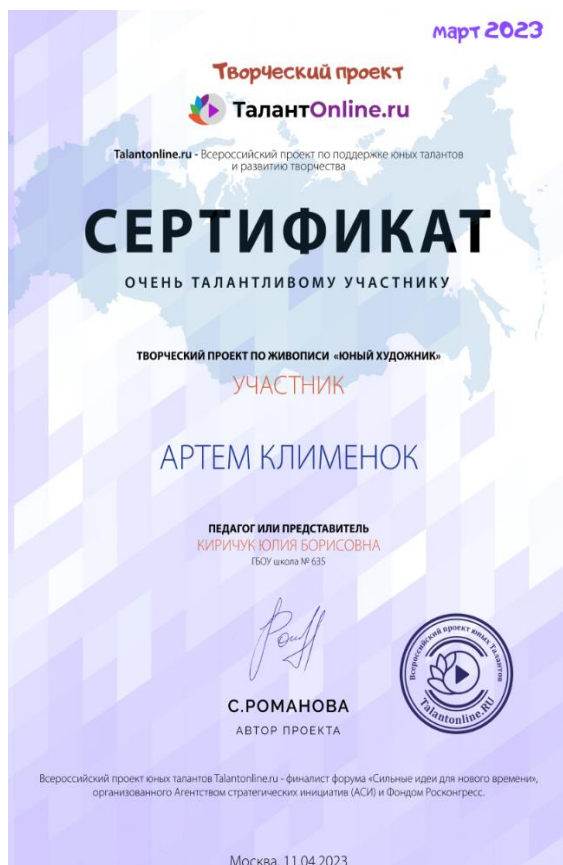 март 2023
Творческий проект
ТалантOnline.ru
Talantonline.ru - Всероссийский проект по поддержке юных талантов
и развитию творчества
СЕРТИФИКАТ
ОЧЕНЬ ТАЛАНТЛИВОМУ УЧАСТНИКУ
ТВОРЧЕСКИЙ ПРОЕКТ ПО ЖИВОПИСИ «ЮНЫЙ ХУДОЖНИК»
УЧАСТНИК
АРТЕМ КЛИМЕНОК
ПЕДАГОГ ИЛИ ПРЕДСТАВИТЕЛЬ
КИРИЧУК ЮЛИЯ БОРИСОВНА
ГБОУ школа № 635
Всероссийский проект юных Талантов
Talantonline.RU
С.РОМАНОВА
АВТОР ПРОЕКТА
Всероссийский проект юных талантов Talantonline.ru - финалист форума «Сильные идеи для нового времени»,
организованного Агентством стратегических инициатив (АСИ) и Фондом Росконгресс.
Москва, 11.04.2023